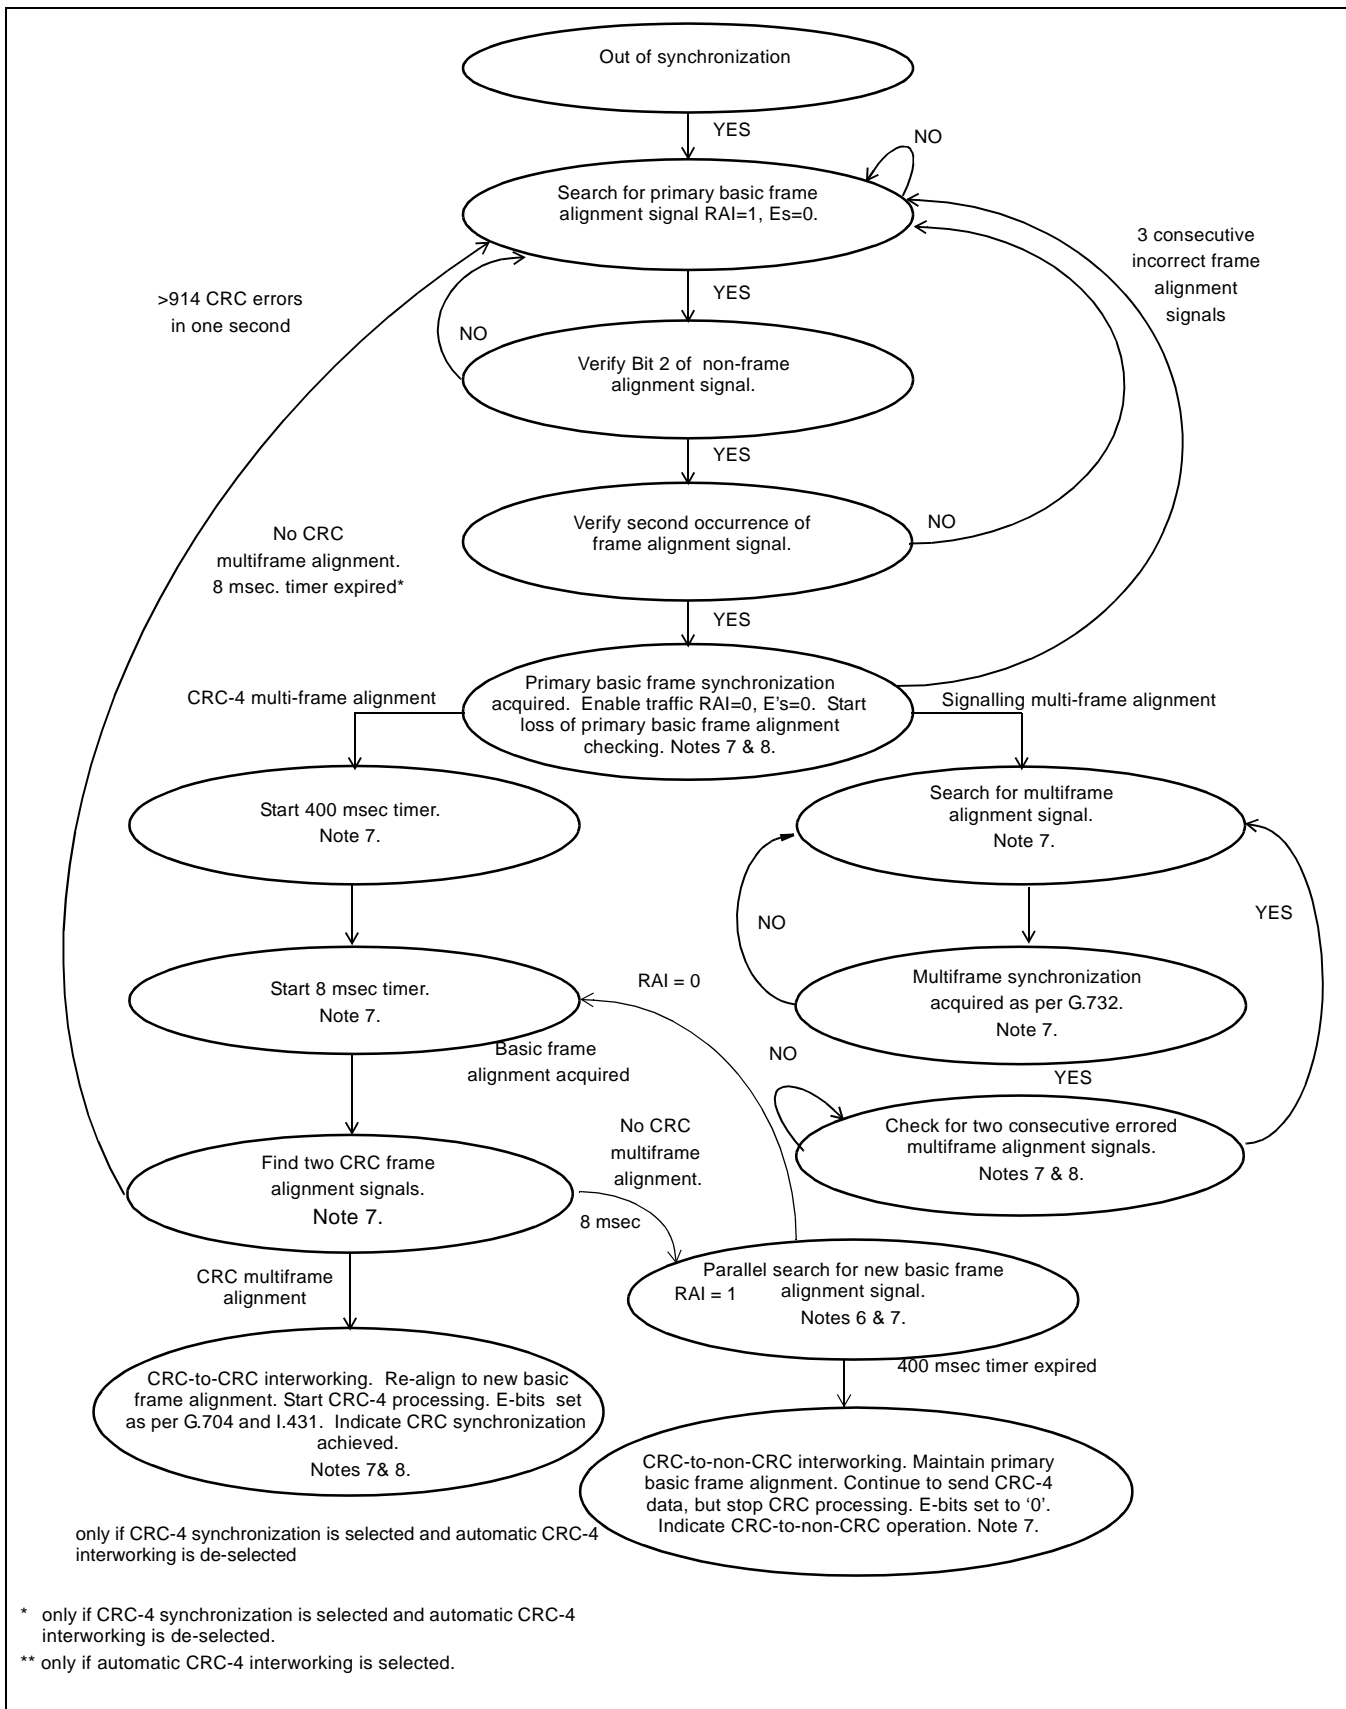 Out of synchronization
YES
NO
Search for primary basic frame
alignment signal RAI=1, Es=0.
3 consecutive
incorrect frame
alignment
signals
>914 CRC errors
in one second
YES
NO
Verify Bit 2 of non-frame
alignment signal.
YES
No CRC
multiframe alignment.
8 msec. timer expired*
Verify second occurrence of
frame alignment signal.
NO
YES
CRC-4 multi-frame alignment
Primary basic frame synchronization
acquired. Enable traffic RAI=0, E's=0. Start
loss of primary basic frame alignment
checking. Notes 7 & 8.
Signalling multi-frame alignment
Start 400 msec timer.
Note 7.
Search for multiframe
alignment signal.
Note 7.
NO
YES
Start 8 msec timer.
Note 7.
RAI = 0
Multiframe synchronization
acquired as per G.732.
Note 7.
Basic frame
alignment acquired
NO
YES
No CRC
multiframe
alignment.
Check for two consecutive errored
multiframe alignment signals.
Notes 7 & 8.
Find two CRC frame
alignment signals.
Note 7.
8 msec
CRC multiframe
alignment
Parallel search for new basic frame
RAI = 1 alignment signal.
Notes 6 & 7.
400 msec timer expired
CRC-to-CRC interworking. Re-align to new basic
frame alignment. Start CRC-4 processing. E-bits set
as per G.704 and I.431. Indicate CRC synchronization
achieved.
Notes 7& 8.
CRC-to-non-CRC interworking. Maintain primary
basic frame alignment. Continue to send CRC-4
data, but stop CRC processing. E-bits set to ‘0’.
Indicate CRC-to-non-CRC operation. Note 7.
only if CRC-4 synchronization is selected and automatic CRC-4
interworking is de-selected
* only if CRC-4 synchronization is selected and automatic CRC-4
interworking is de-selected.
** only if automatic CRC-4 interworking is selected.